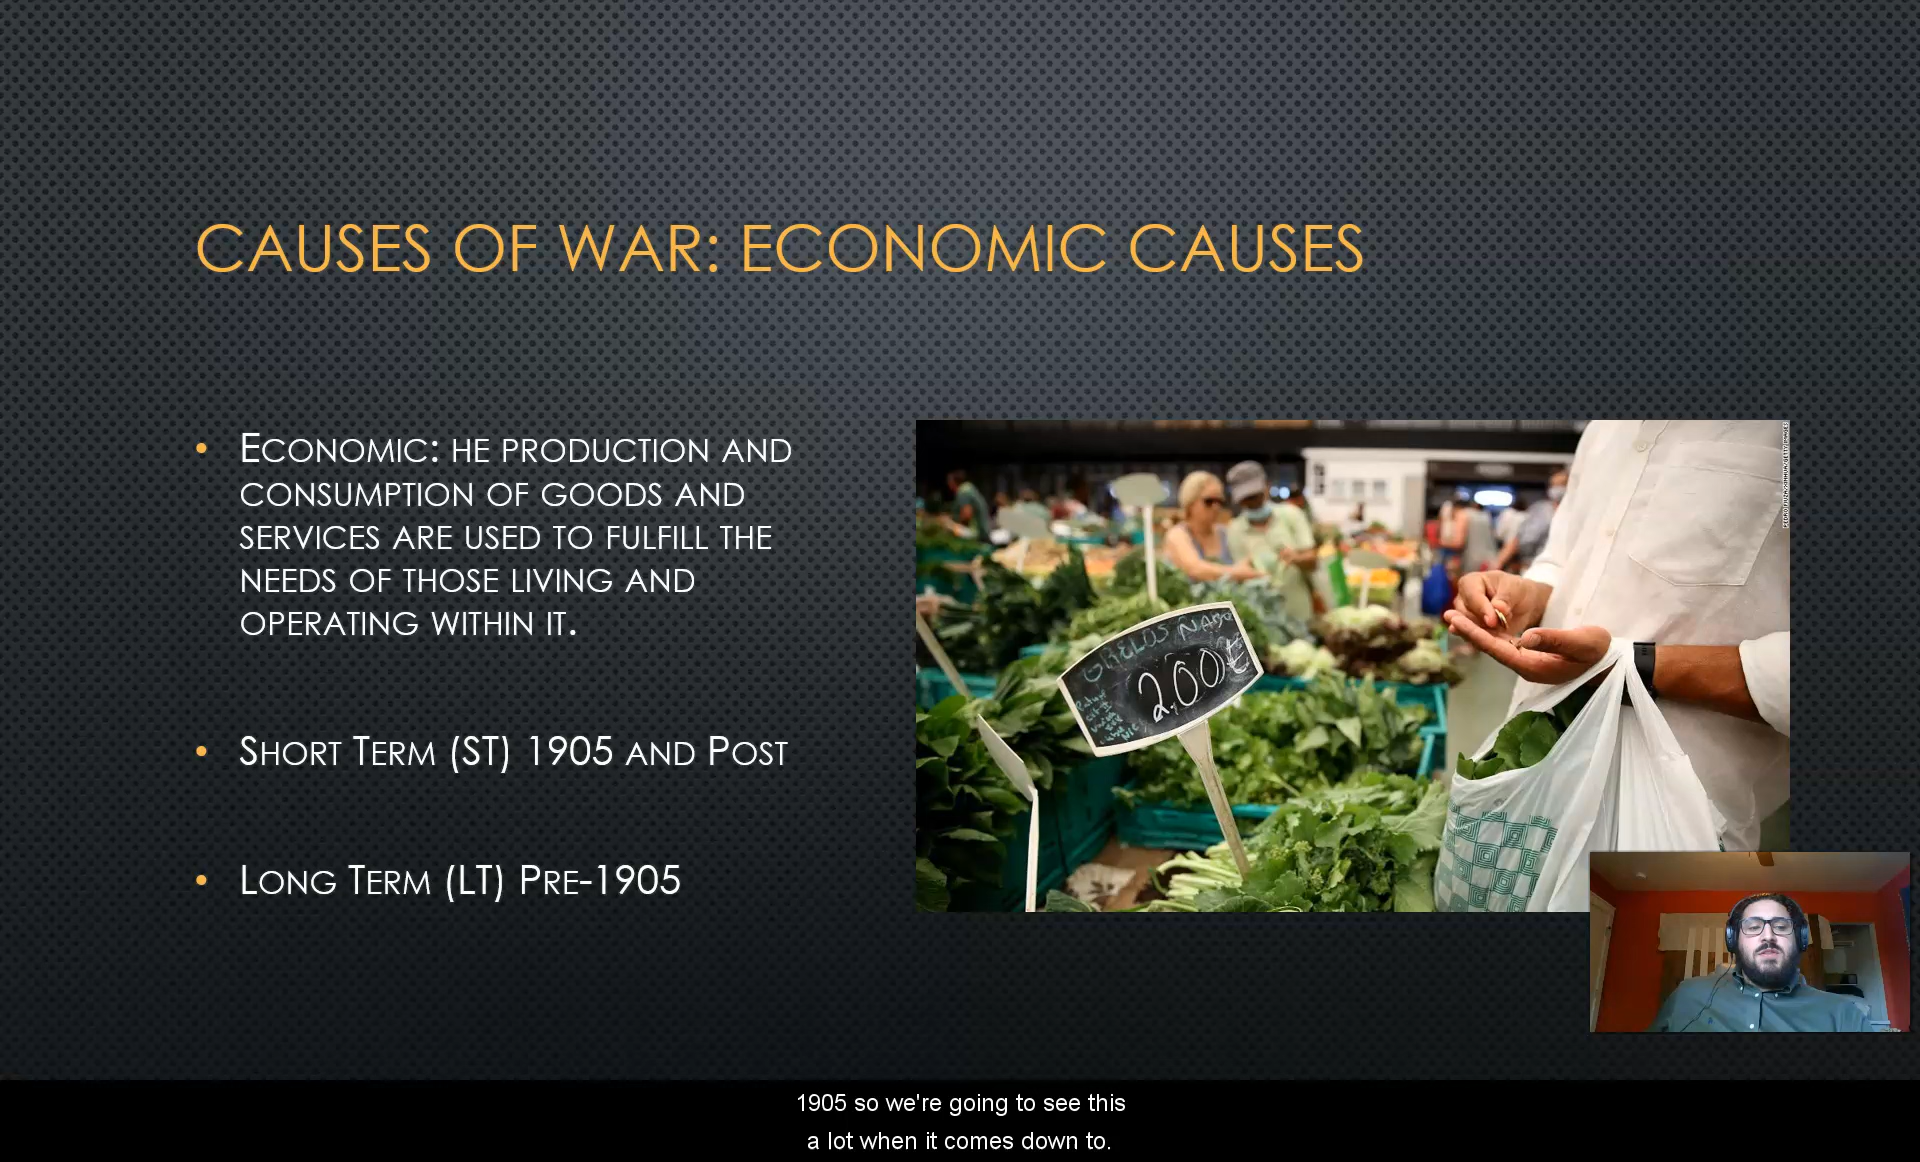 CAUSES OF WAR: ECONOMIC CAUSES
• ECONOMIC: HE PRODUCTION AND
CONSUMPTION OF GOODS AND
SERVICES ARE USED TO FULFILL THE
NEEDS OF THOSE LIVING AND
OPERATING WITHIN IT.
• SHORT TERM (ST) 1905 AND POST
• LONG TERM (LT) PRE-1905
GRELOS NABO
2.00€
1905 so we're going to see this
a lot when it comes down to.